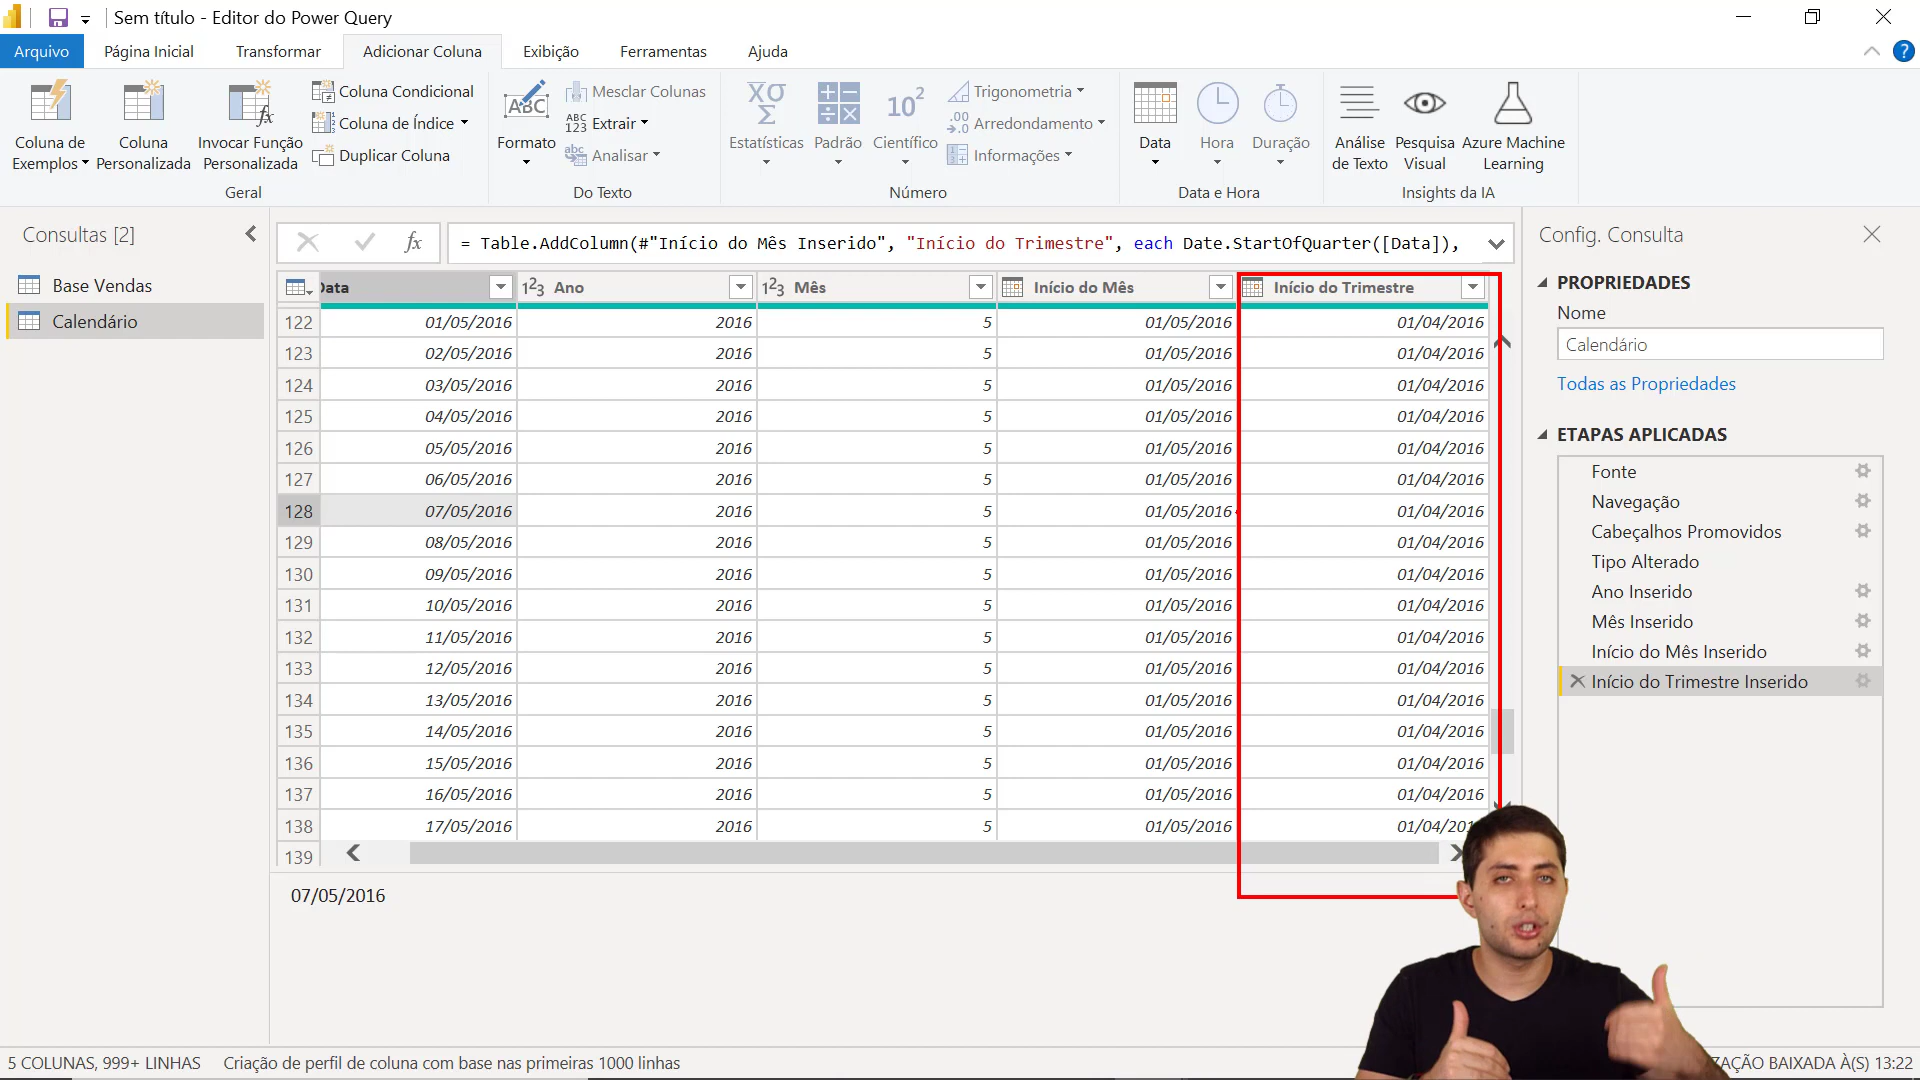 Sem título - Editor do Power Query
Arquivo
Página Inicial
Transformar
Adicionar Coluna
Exibição
Ferramentas
Ajuda
Coluna de Exemplos
Coluna Personalizada
Invocar Função Personalizada
Coluna Condicional
Coluna de Índice
Duplicar Coluna
Geral
Formato
Mesclar Colunas
Extrair
Analisar
Do Texto
Estatísticas
Padrão
Científico
Trigonometria
Arredondamento
Informações
Número
Data
Hora
Duração
Data e Hora
Análise de Texto
Pesquisa Visual
Azure Machine Learning
Insights da IA
Consultas [2]
Base Vendas
Calendário
= Table.AddColumn(#"Início do Mês Inserido", "Início do Trimestre", each Date.StartOfQuarter([Data]),
Data Ano Mês Início do Mês Início do Trimestre
122 01/05/2016 2016 5 01/05/2016 01/04/2016
123 02/05/2016 2016 5 01/05/2016 01/04/2016
124 03/05/2016 2016 5 01/05/2016 01/04/2016
125 04/05/2016 2016 5 01/05/2016 01/04/2016
126 05/05/2016 2016 5 01/05/2016 01/04/2016
127 06/05/2016 2016 5 01/05/2016 01/04/2016
128 07/05/2016 2016 5 01/05/2016 01/04/2016
129 08/05/2016 2016 5 01/05/2016 01/04/2016
130 09/05/2016 2016 5 01/05/2016 01/04/2016
131 10/05/2016 2016 5 01/05/2016 01/04/2016
132 11/05/2016 2016 5 01/05/2016 01/04/2016
133 12/05/2016 2016 5 01/05/2016 01/04/2016
134 13/05/2016 2016 5 01/05/2016 01/04/2016
135 14/05/2016 2016 5 01/05/2016 01/04/2016
136 15/05/2016 2016 5 01/05/2016 01/04/2016
137 16/05/2016 2016 5 01/05/2016 01/04/2016
138 17/05/2016 2016 5 01/05/2016 01/04/201
139
07/05/2016
Config. Consulta
PROPRIEDADES
Nome
Calendário
Todas as Propriedades
ETAPAS APLICADAS
Fonte
Navegação
Cabeçalhos Promovidos
Tipo Alterado
Ano Inserido
Mês Inserido
Início do Mês Inserido
Início do Trimestre Inserido
5 COLUNAS, 999+ LINHAS
Criação de perfil de coluna com base nas primeiras 1000 linhas
ZAÇÃO BAIXADA À(S) 13:22